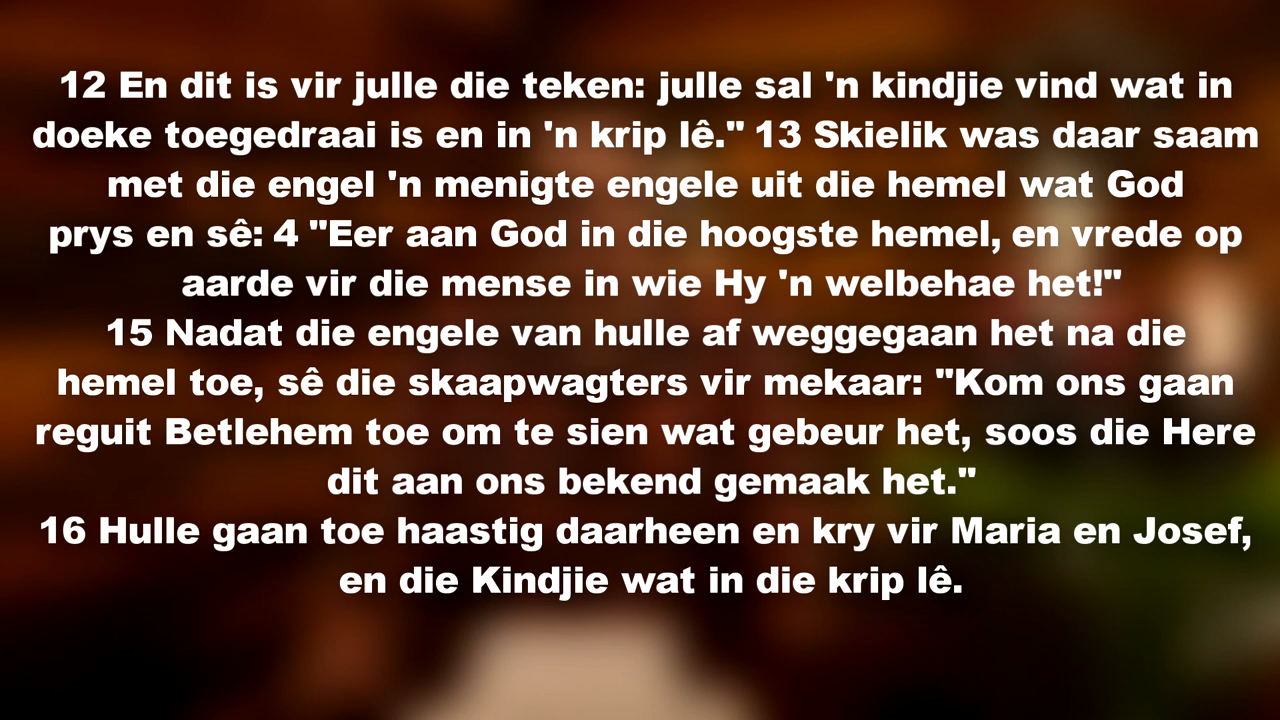 12 En dit is vir julle die teken: julle sal 'n kindjie vind wat in
doeke toegedraai is en in 'n krip lê." 13 Skielik was daar saam
met die engel 'n menigte engele uit die hemel wat God
prys en sê: 4 "Eer aan God in die hoogste hemel, en vrede op
aarde vir die mense in wie Hy 'n welbehae het!"
15 Nadat die engele van hulle af weggegaan het na die
hemel toe, sê die skaapwagters vir mekaar: "Kom ons gaan
reguit Betlehem toe om te sien wat gebeur het, soos die Here
dit aan ons bekend gemaak het."
16 Hulle gaan toe haastig daarheen en kry vir Maria en Josef,
en die Kindjie wat in die krip lê.